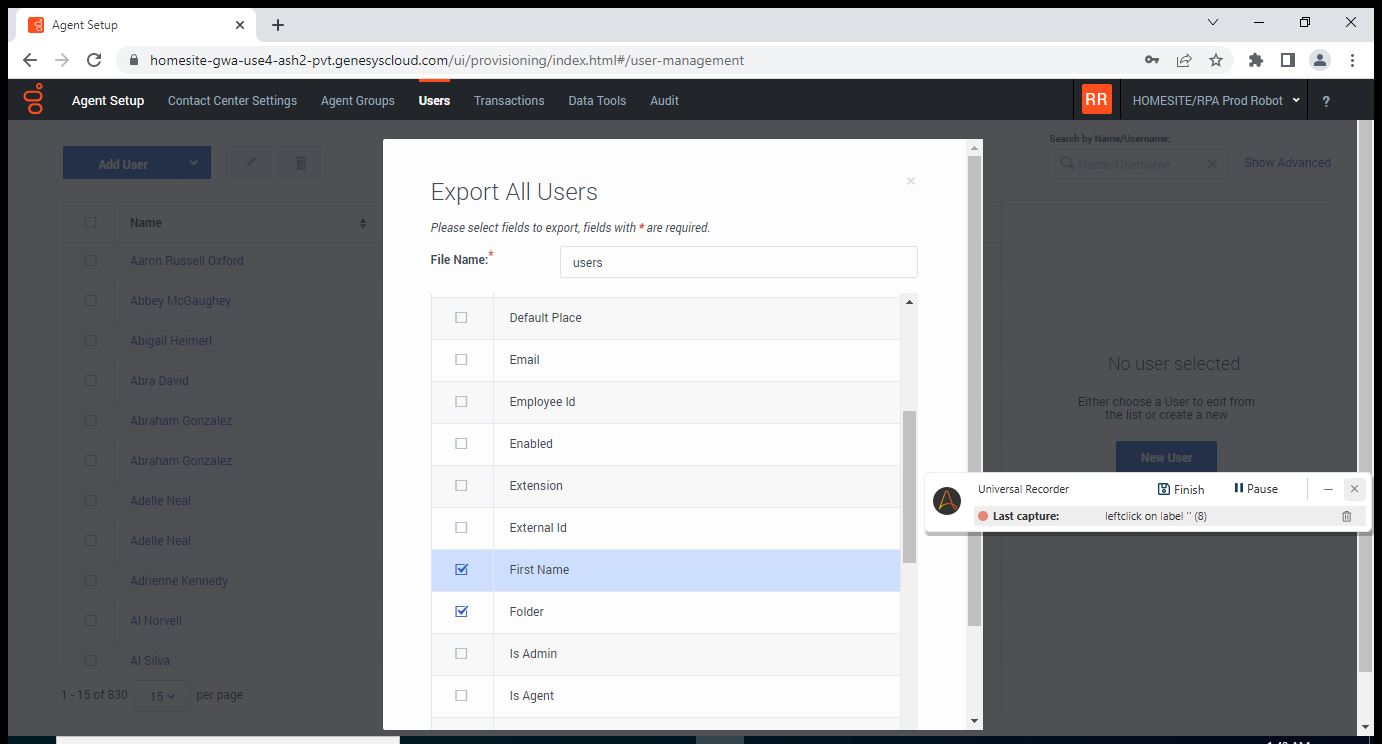 Agent Setup
homesite-gwa-use4-ash2-pvt.genesyscloud.com/ui/provisioning/index.html#/user-management
Agent Setup Contact Center Settings Agent Groups Users Transactions Data Tools Audit RR HOMESITE/RPA Prod Robot ?
Add User
Search by Name/Username:
Name/Username
Show Advanced
Name
Aaron Russell Oxford
Abbey McGaughey
Abigail Heimerl
Abra David
Abraham Gonzalez
Abraham Gonzalez
Adelle Neal
Adelle Neal
Adrienne Kennedy
Al Norvell
Al Silva
1 - 15 of 830 15 per page
Export All Users
Please select fields to export, fields with * are required.
File Name:* users
Default Place
Email
Employee Id
Enabled
Extension
External Id
First Name
Folder
Is Admin
Is Agent
No user selected
Either choose a User to edit from
the list or create a new
New User
Universal Recorder Finish Pause
Last capture: leftclick on label '' (8)